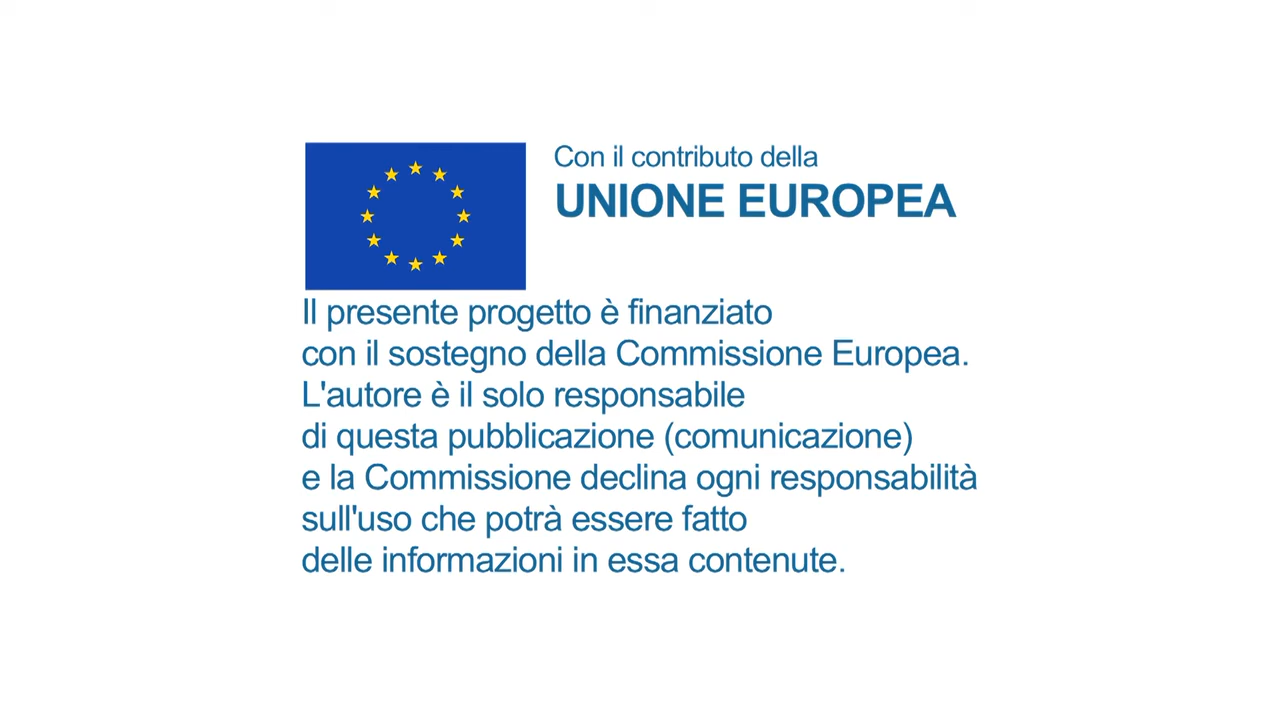 Con il contributo della
UNIONE EUROPEA
Il presente progetto è finanziato
con il sostegno della Commissione Europea.
L'autore è il solo responsabile
di questa pubblicazione (comunicazione)
e la Commissione declina ogni responsabilità
sull'uso che potrà essere fatto
delle informazioni in essa contenute.